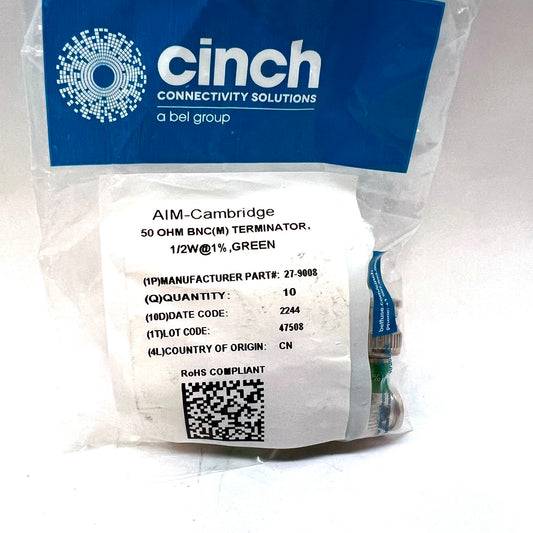 cinch
CONNECTIVITY SOLUTIONS
a bel group
AIM-Cambridge
50 OHM BNC(M) TERMINATOR,
1/2W@1%,GREEN
(1P)MANUFACTURER PART#: 27-9008
(Q)QUANTITY: 10
(10D)DATE CODE: 2244
(1T)LOT CODE: 47508
(4L)COUNTRY OF ORIGIN: CN
RoHS COMPLIANT